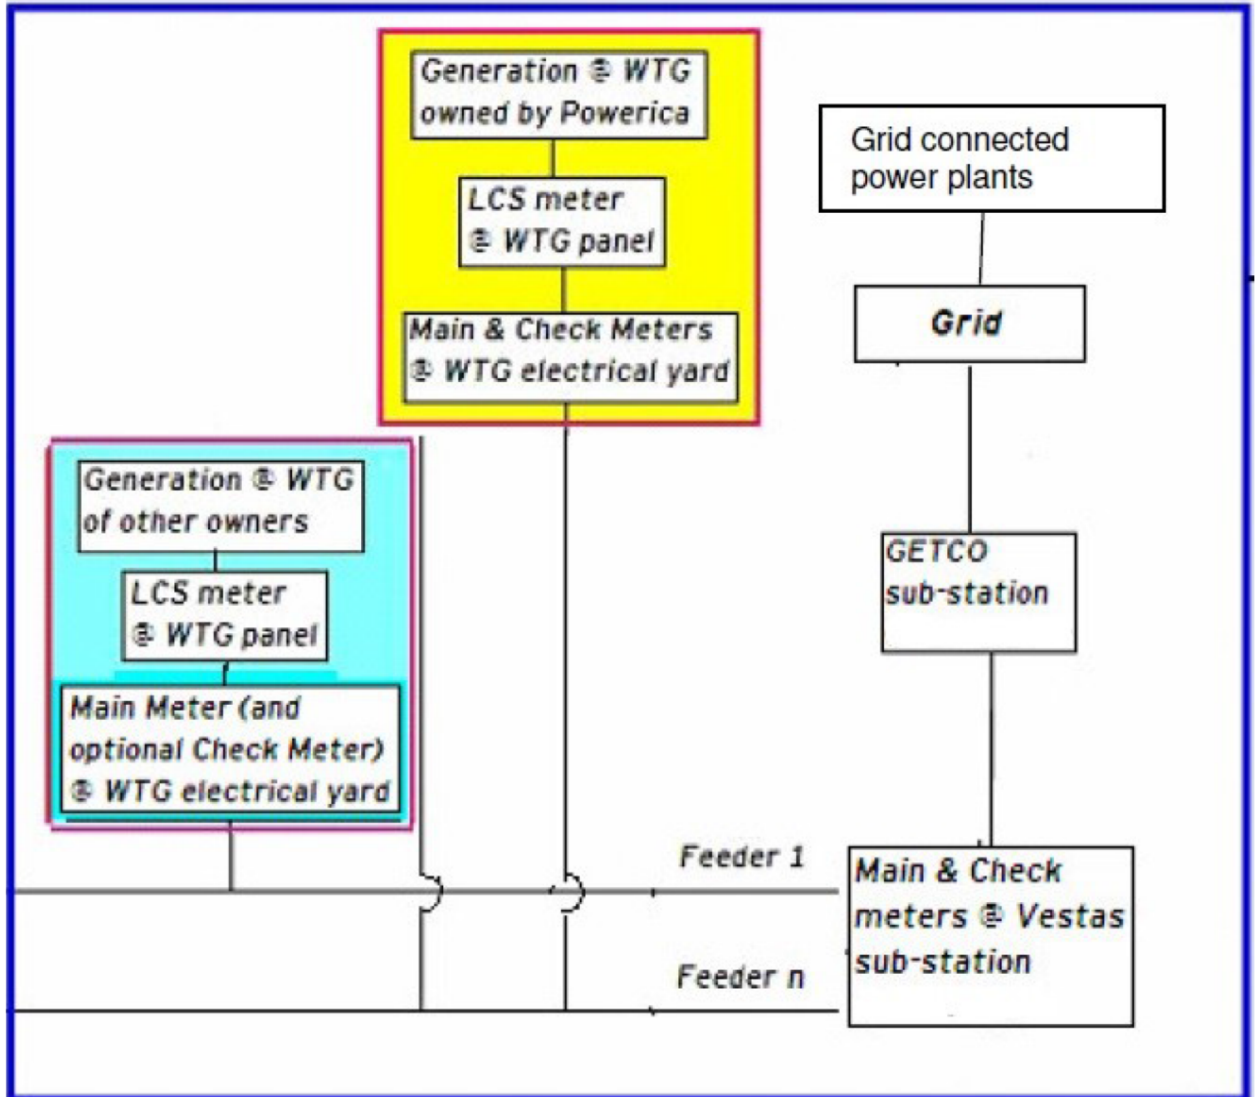 Generation @ WTG
owned by Powerica
LCS meter
@ WTG panel
Main & Check Meters
@ WTG electrical yard
Grid connected
power plants
Grid
Generation @ WTG
of other owners
LCS meter
@ WTG panel
Main Meter (and
optional Check Meter)
@ WTG electrical yard
GETCO
sub-station
Feeder 1
Main & Check
meters @ Vestas
sub-station
Feeder n